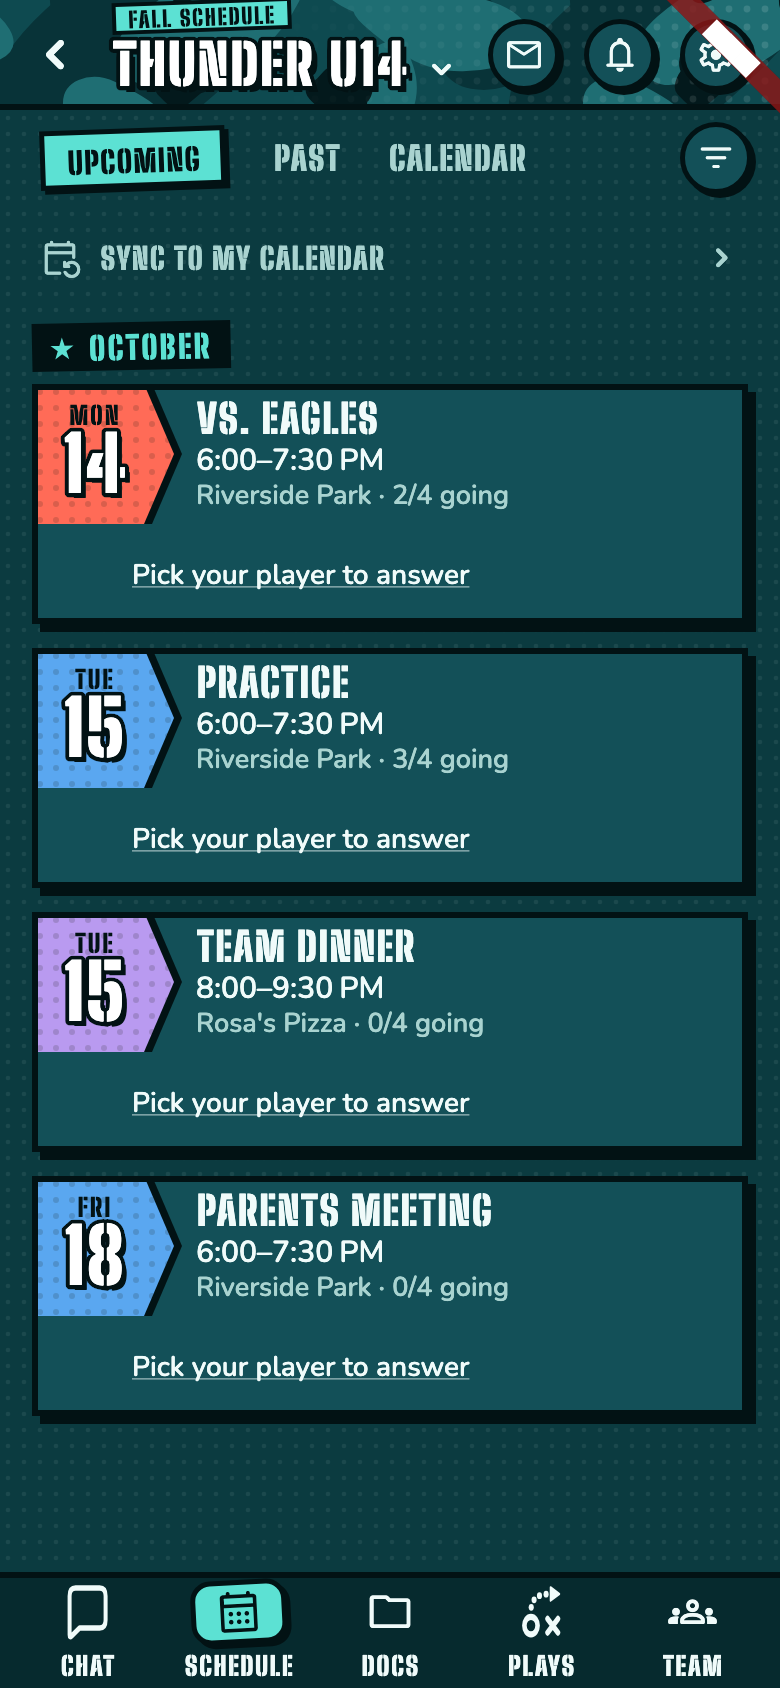 FALL SCHEDULE
THUNDER U14
UPCOMING
PAST
CALENDAR
SYNC TO MY CALENDAR
★ OCTOBER
MON
14
VS. EAGLES
6:00–7:30 PM
Riverside Park · 2/4 going
Pick your player to answer
TUE
15
PRACTICE
6:00–7:30 PM
Riverside Park · 3/4 going
Pick your player to answer
TUE
15
TEAM DINNER
8:00–9:30 PM
Rosa's Pizza · 0/4 going
Pick your player to answer
FRI
18
PARENTS MEETING
6:00–7:30 PM
Riverside Park · 0/4 going
Pick your player to answer
CHAT
SCHEDULE
DOCS
PLAYS
TEAM